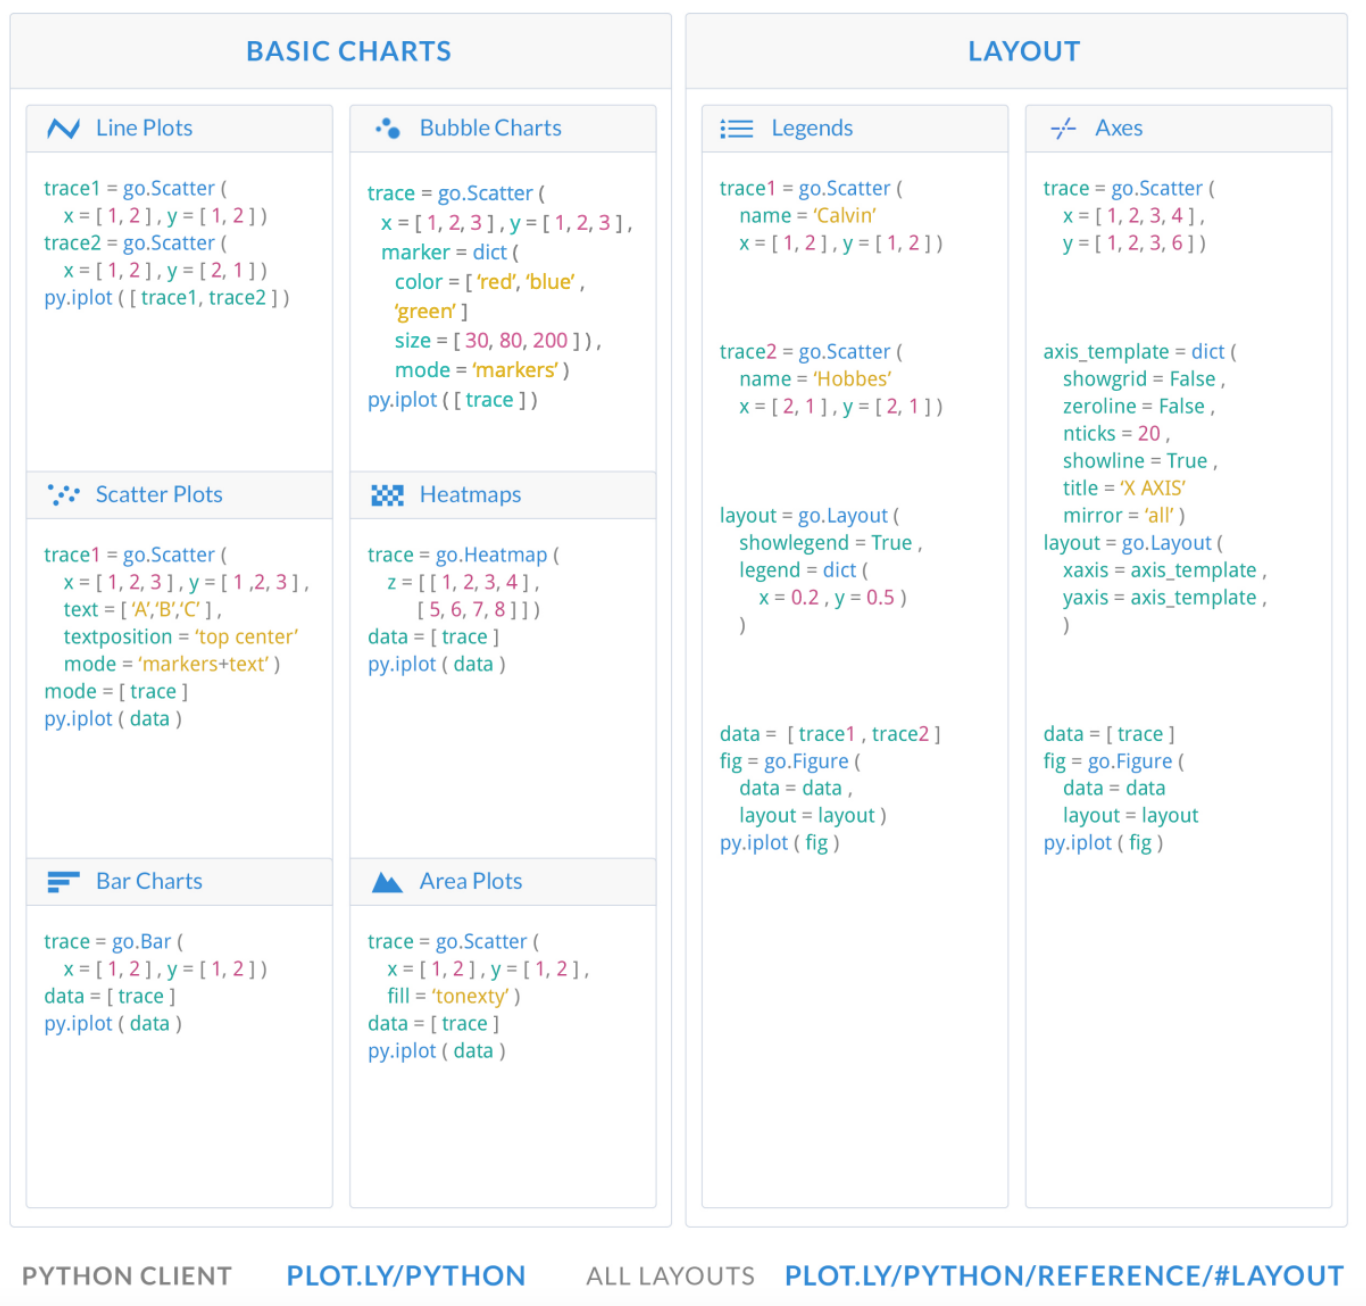 BASIC CHARTS
Line Plots
trace1 = go.Scatter (
x = [ 1, 2 ] , y = [ 1, 2 ] )
trace2 = go.Scatter (
x = [ 1, 2 ] , y = [ 2, 1 ] )
py.iplot ( [ trace1, trace2 ] )
Bubble Charts
trace = go.Scatter (
x = [ 1, 2, 3 ] , y = [ 1, 2, 3 ] ,
marker = dict (
color = [ ‘red’, ‘blue’ ,
‘green’ ]
size = [ 30, 80, 200 ] ) ,
mode = ‘markers’ )
py.iplot ( [ trace ] )
Scatter Plots
trace1 = go.Scatter (
x = [ 1, 2, 3 ] , y = [ 1 ,2, 3 ] ,
text = [ ‘A’,‘B’,‘C’ ] ,
textposition = ‘top center’
mode = ‘markers+text’ )
mode = [ trace ]
py.iplot ( data )
Heatmaps
trace = go.Heatmap (
z = [ [ 1, 2, 3, 4 ] ,
[ 5, 6, 7, 8 ] ] )
data = [ trace ]
py.iplot ( data )
Bar Charts
trace = go.Bar (
x = [ 1, 2 ] , y = [ 1, 2 ] )
data = [ trace ]
py.iplot ( data )
Area Plots
trace = go.Scatter (
x = [ 1, 2 ] , y = [ 1, 2 ] ,
fill = ‘tonexty’ )
data = [ trace ]
py.iplot ( data )
LAYOUT
Legends
trace1 = go.Scatter (
name = ‘Calvin’
x = [ 1, 2 ] , y = [ 1, 2 ] )
trace2 = go.Scatter (
name = ‘Hobbes’
x = [ 2, 1 ] , y = [ 2, 1 ] )
layout = go.Layout (
showlegend = True ,
legend = dict (
x = 0.2 , y = 0.5 )
)
data = [ trace1 , trace2 ]
fig = go.Figure (
data = data ,
layout = layout )
py.iplot ( fig )
Axes
trace = go.Scatter (
x = [ 1, 2, 3, 4 ] ,
y = [ 1, 2, 3, 6 ] )
axis_template = dict (
showgrid = False ,
zeroline = False ,
nticks = 20 ,
showline = True ,
title = ‘X AXIS’
mirror = ‘all’ )
layout = go.Layout (
xaxis = axis_template ,
yaxis = axis_template ,
)
data = [ trace ]
fig = go.Figure (
data = data
layout = layout
py.iplot ( fig )
PYTHON CLIENT PLOT.LY/PYTHON ALL LAYOUTS PLOT.LY/PYTHON/REFERENCE/#LAYOUT